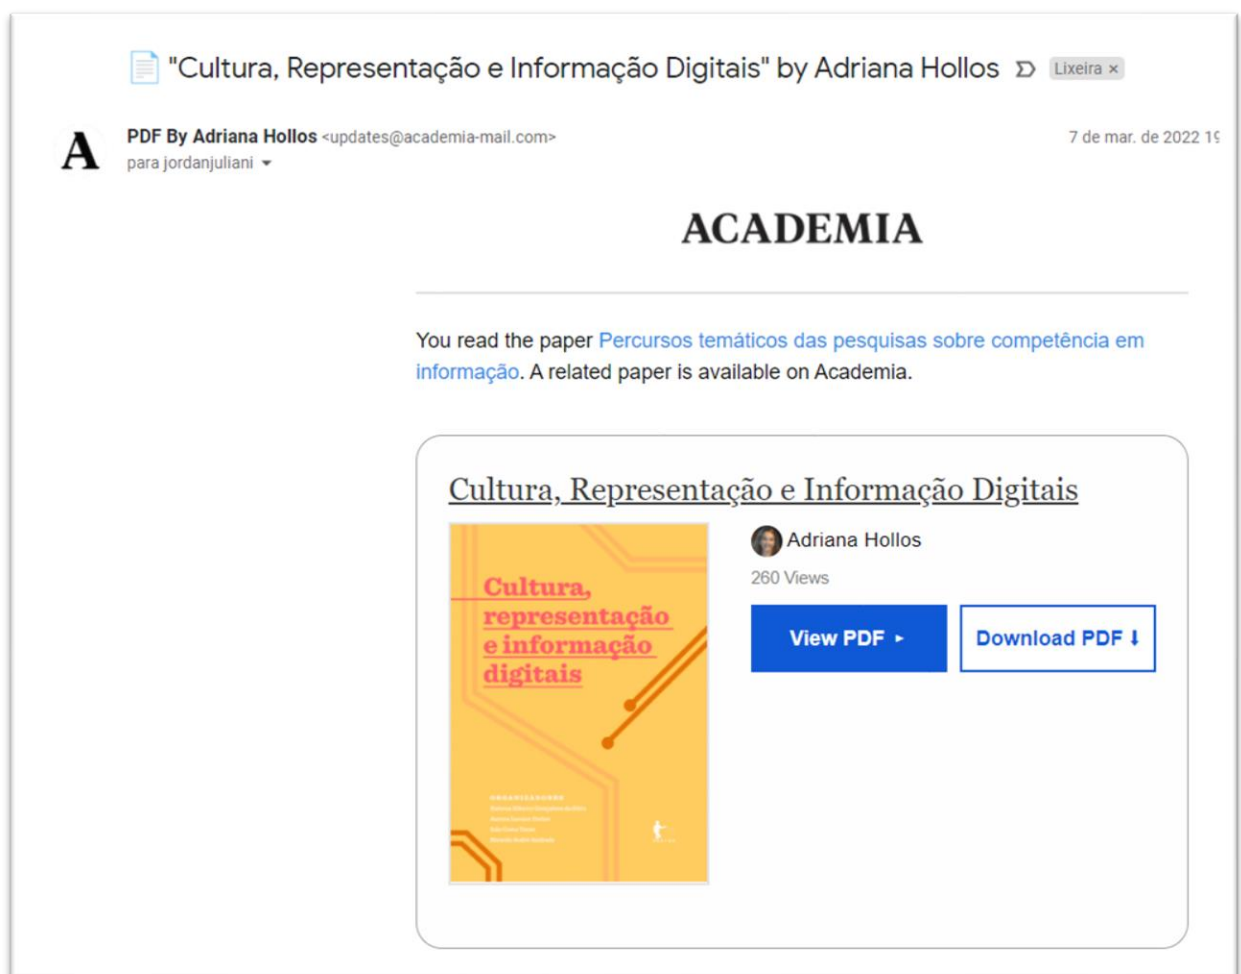 "Cultura, Representação e Informação Digitais" by Adriana Hollos Lixeira ×
PDF By Adriana Hollos <updates@academia-mail.com>
7 de mar. de 2022 19
para jordanjuliani
A
ACADEMIA
You read the paper Percursos temáticos das pesquisas sobre competência em
informação. A related paper is available on Academia.
Cultura, Representação e Informação Digitais
Cultura,
representação
e informação
digitais
ORGANIZADORES
Adriana Hollos
260 Views
View PDF
Download PDF